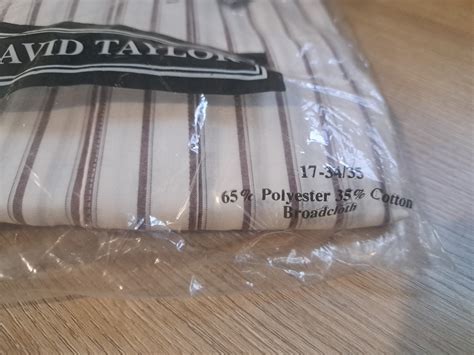 AVID TAYLOR
17-34/35
65% Polyester 35% Cotton
Broadcloth